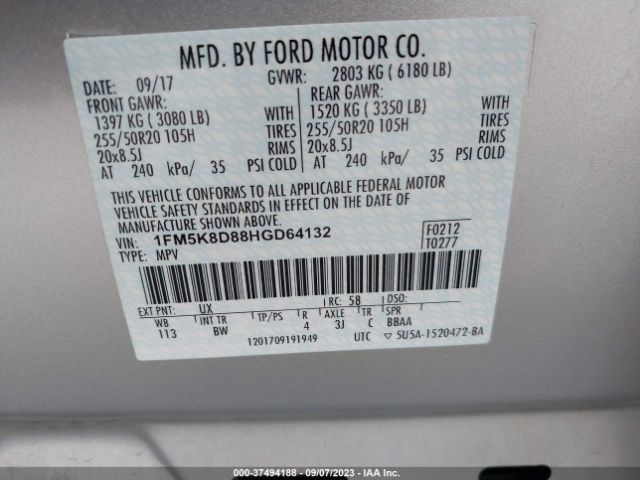 MFD. BY FORD MOTOR CO.
DATE: 09/17 GVWR: 2803 KG ( 6180 LB)
FRONT GAWR: REAR GAWR:
1397 KG ( 3080 LB) WITH 1520 KG ( 3350 LB) WITH
255/50R20 105H TIRES 255/50R20 105H TIRES
20x8.5J RIMS 20x8.5J RIMS
AT 240 kPa/ 35 PSI COLD AT 240 kPa/ 35 PSI COLD
THIS VEHICLE CONFORMS TO ALL APPLICABLE FEDERAL MOTOR
VEHICLE SAFETY STANDARDS IN EFFECT ON THE DATE OF
MANUFACTURE SHOWN ABOVE.
VIN: 1FM5K8D88HGD64132 F0212
TYPE: MPV T0277
EXT PNT: UX RC: 58 DSO:
WB INT TR TP/PS R AXLE TR SPR
113 BW 4 3J C BBAA
1201709191949 UTC ▽ 5U5A-1520472-BA
000-37494188 - 09/07/2023 - © IAA Inc.